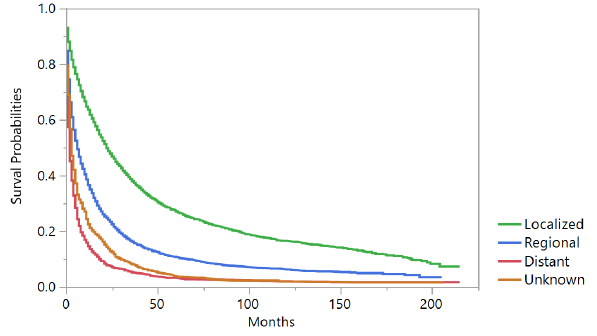 1.0
0.8
0.6
0.4
0.2
0.0
Surval Probabilities
0 50 100 150 200
Months
Localized
Regional
Distant
Unknown